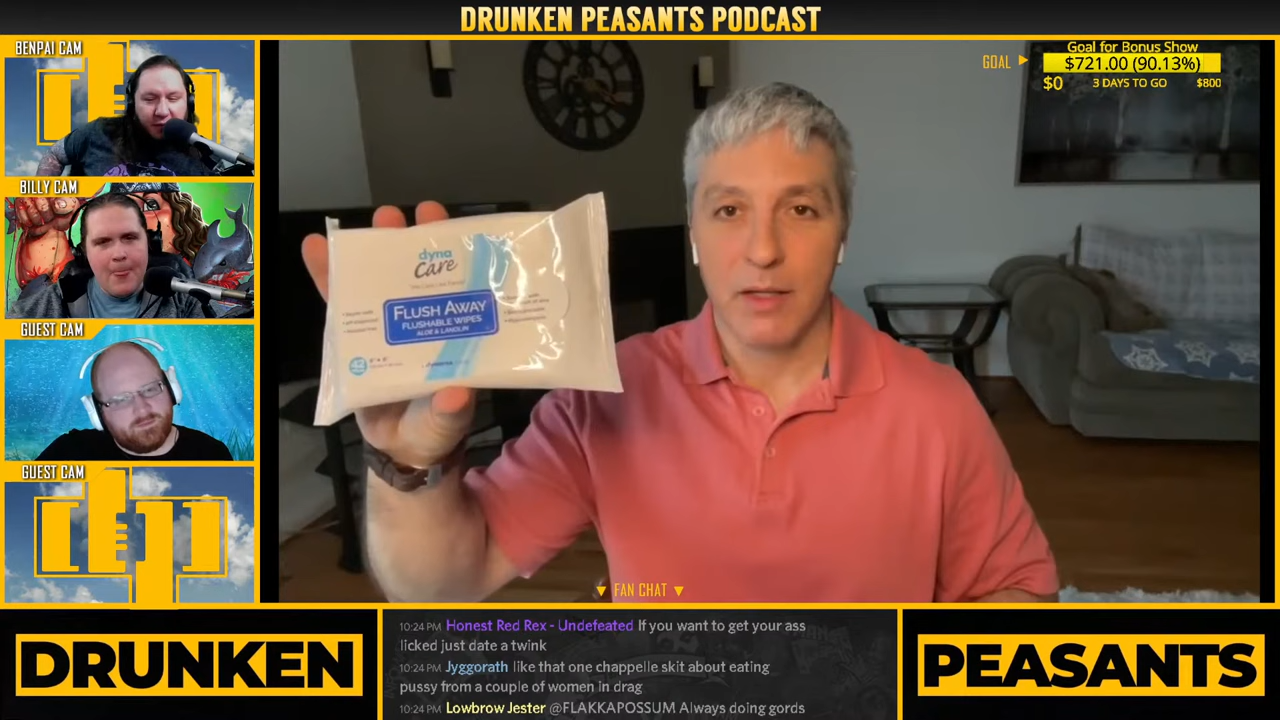 DRUNKEN PEASANTS PODCAST
BENPAI CAM
BILLY CAM
GUEST CAM
GUEST CAM
GOAL
Goal for Bonus Show
$721.00 (90.13%)
$0 3 DAYS TO GO $800
dyna
care
FLUSH AWAY
FLUSHABLE WIPES
ALOE & LANOLIN
FAN CHAT
DRUNKEN
10:24 PM Honest Red Rex - Undefeated If you want to get your ass
licked just date a twink
10:24 PM Jyggorath like that one chappelle skit about eating
pussy from a couple of women in drag
10:24 PM Lowbrow Jester @FLAKKAPOSSUM Always doing gords
PEASANTS